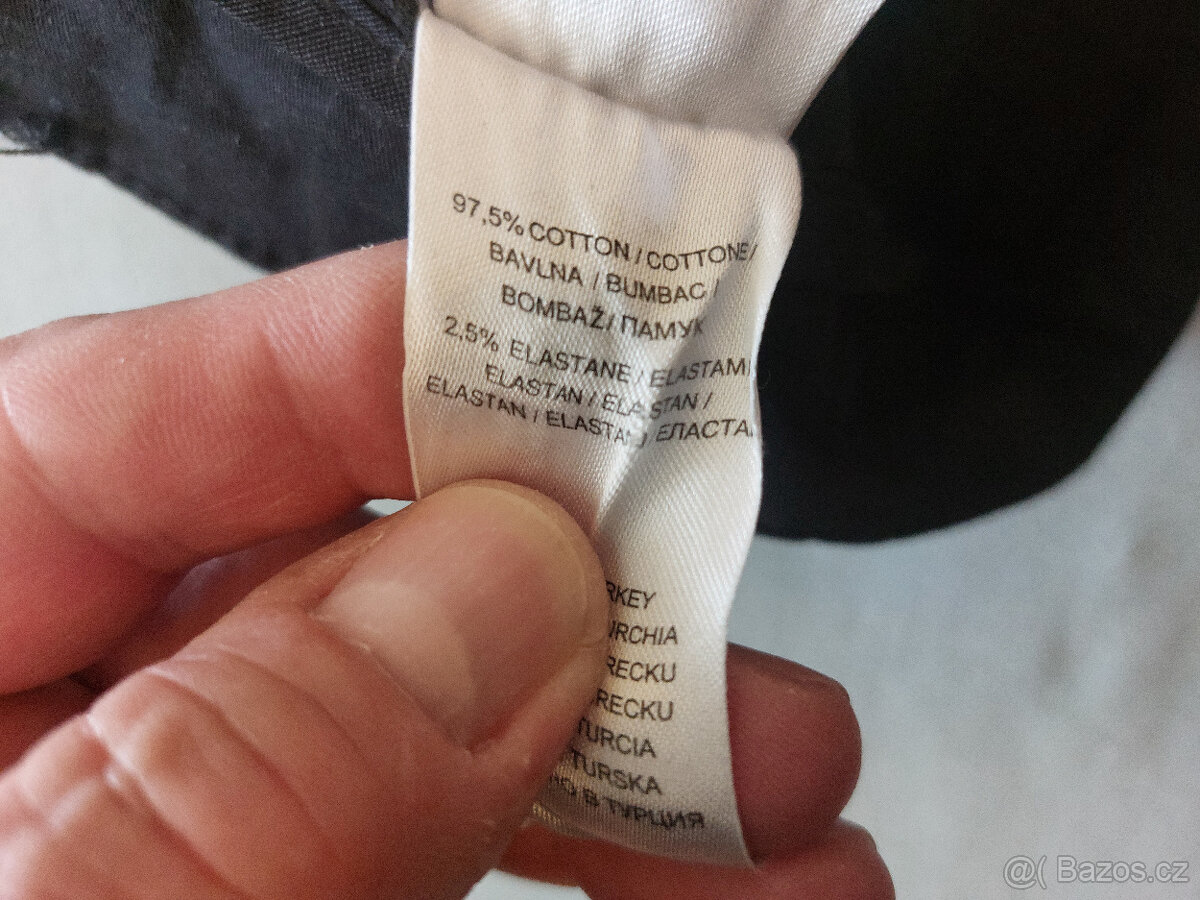 97,5% COTTON / COTTONE /
BAVLNA / BUMBAC /
BOMBAŽ / ПАМУК
2,5% ELASTANE / ELASTAM
ELASTAN / ELASTAN /
ELASTAN / ELASTAN / ЕЛАСТА
RKEY
URCHIA
RECKU
RECKU
TURCIA
TURSKA
О В ТУРЦИЯ
@( Bazos.cz